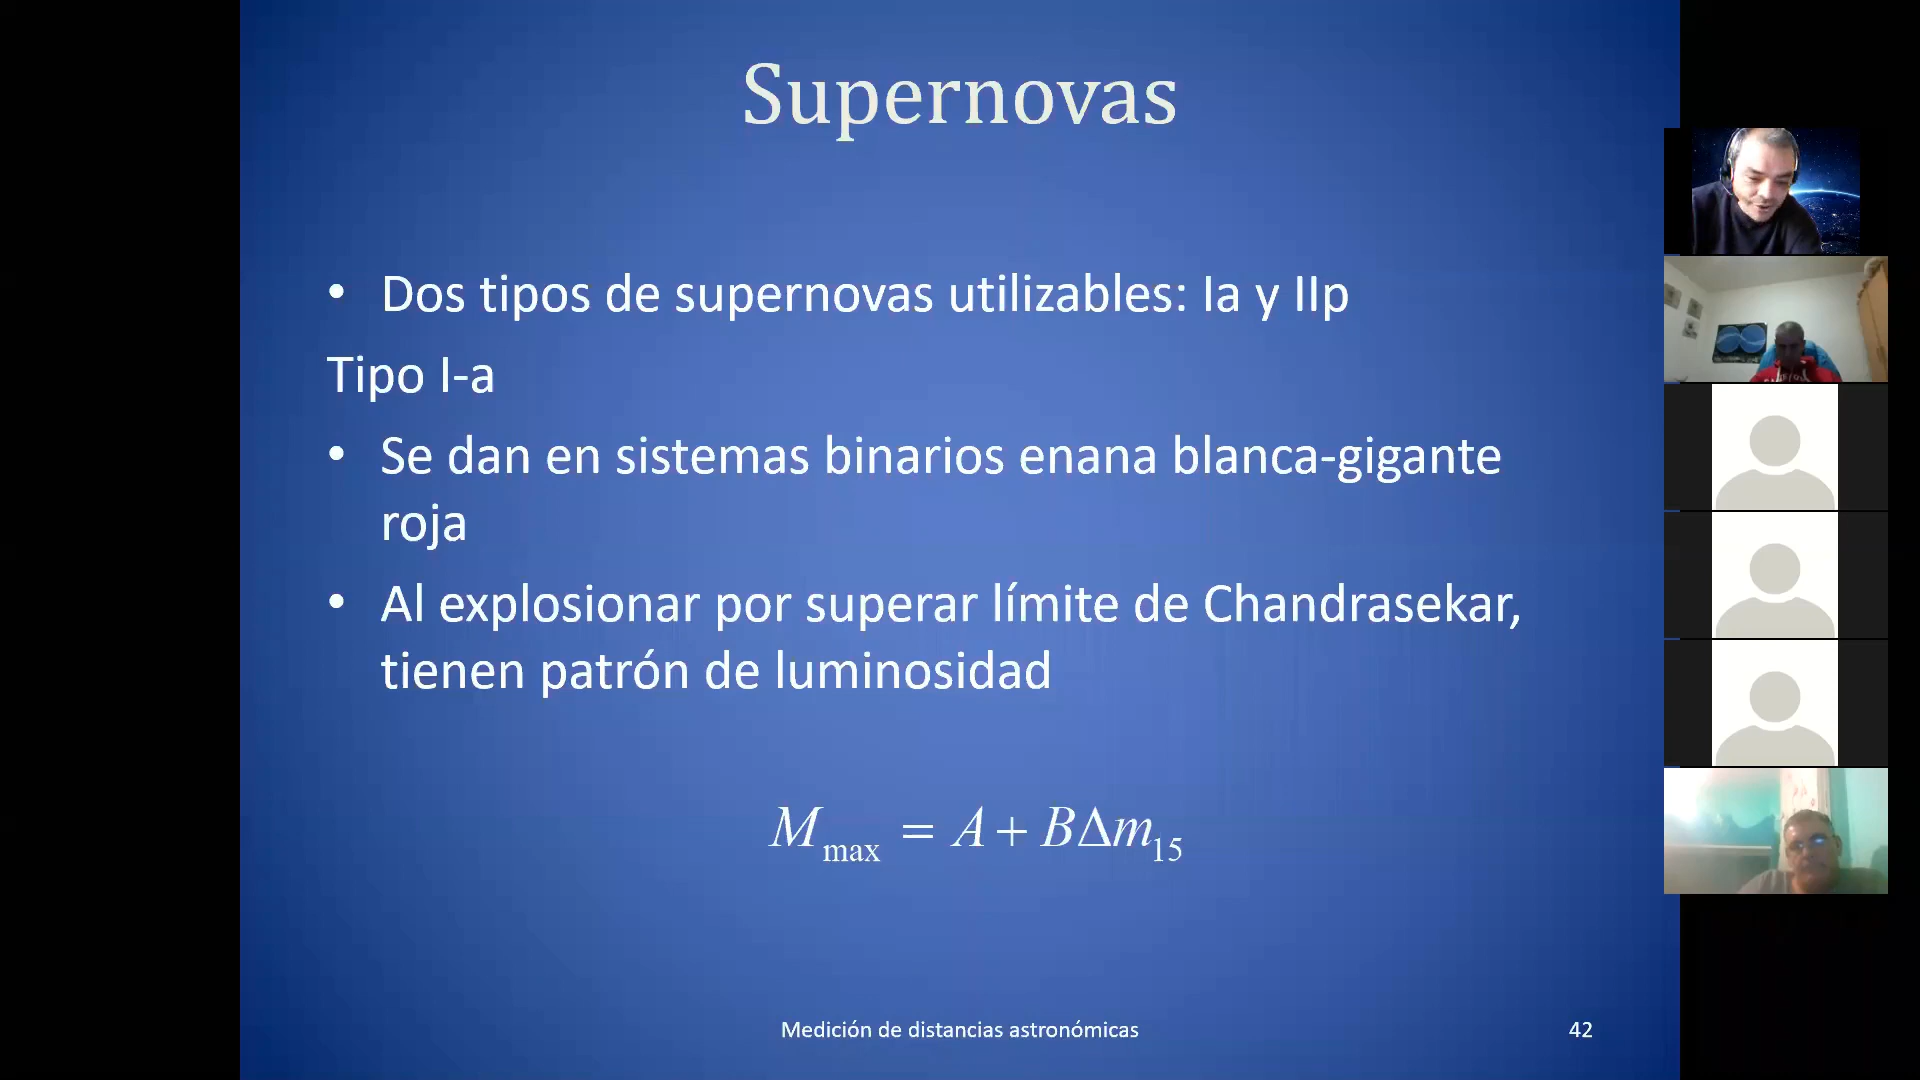 Supernovas
• Dos tipos de supernovas utilizables: Ia y IIp
Tipo I-a
• Se dan en sistemas binarios enana blanca-gigante
roja
• Al explosionar por superar límite de Chandrasekar,
tienen patrón de luminosidad
M_max = A + BΔm_15
Medición de distancias astronómicas
42